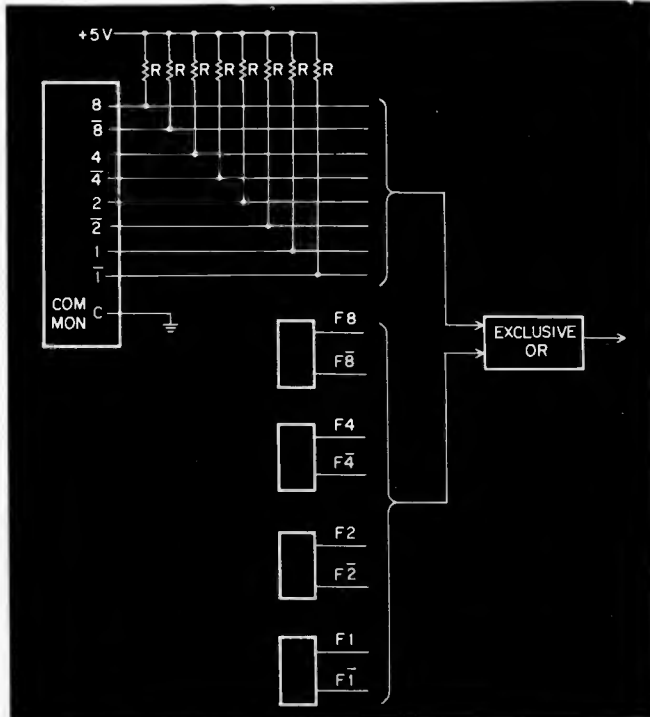 +5V
R R R R R R R R
8
8̅
4
4̅
2
2̅
1
1̅
COM
MON C
F8
F8̅
EXCLUSIVE
OR
F4
F4̅
F2
F2̅
F1
F1̅